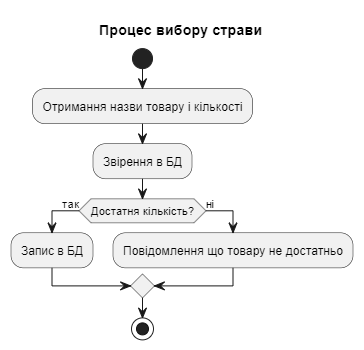 Процес вибору страви
Отримання назви товару і кількості
Звірення в БД
Достатня кількість?
так
ні
Запис в БД
Повідомлення що товару не достатньо